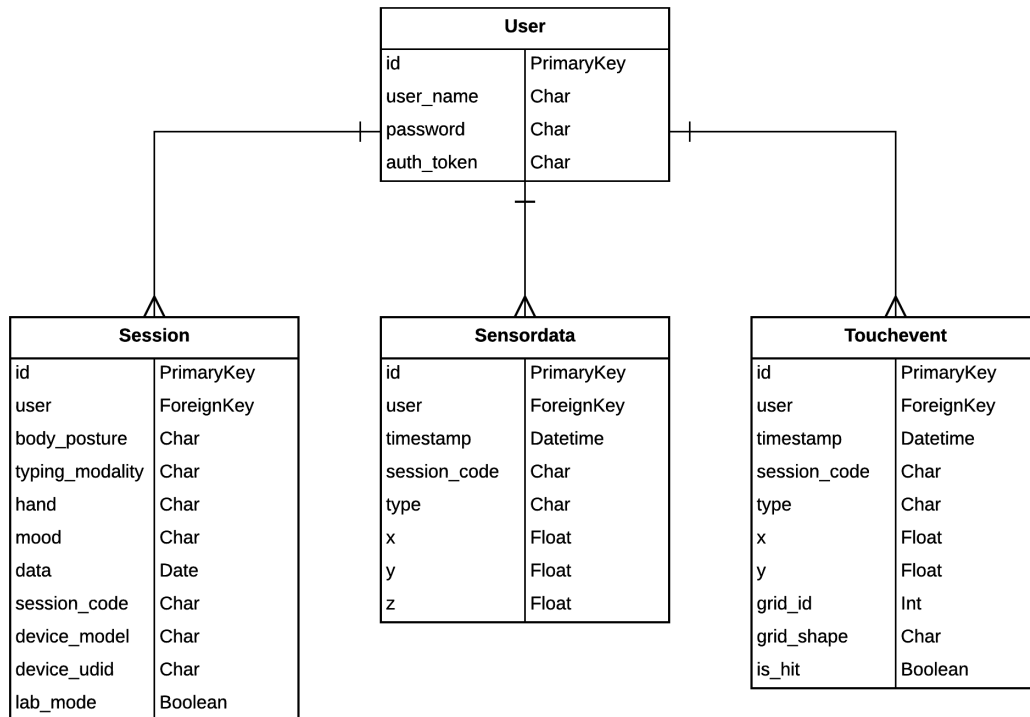 User
id PrimaryKey
user_name Char
password Char
auth_token Char
Session
id PrimaryKey
user ForeignKey
body_posture Char
typing_modality Char
hand Char
mood Char
data Date
session_code Char
device_model Char
device_udid Char
lab_mode Boolean
Sensordata
id PrimaryKey
user ForeignKey
timestamp Datetime
session_code Char
type Char
x Float
y Float
z Float
Touchevent
id PrimaryKey
user ForeignKey
timestamp Datetime
session_code Char
type Char
x Float
y Float
grid_id Int
grid_shape Char
is_hit Boolean